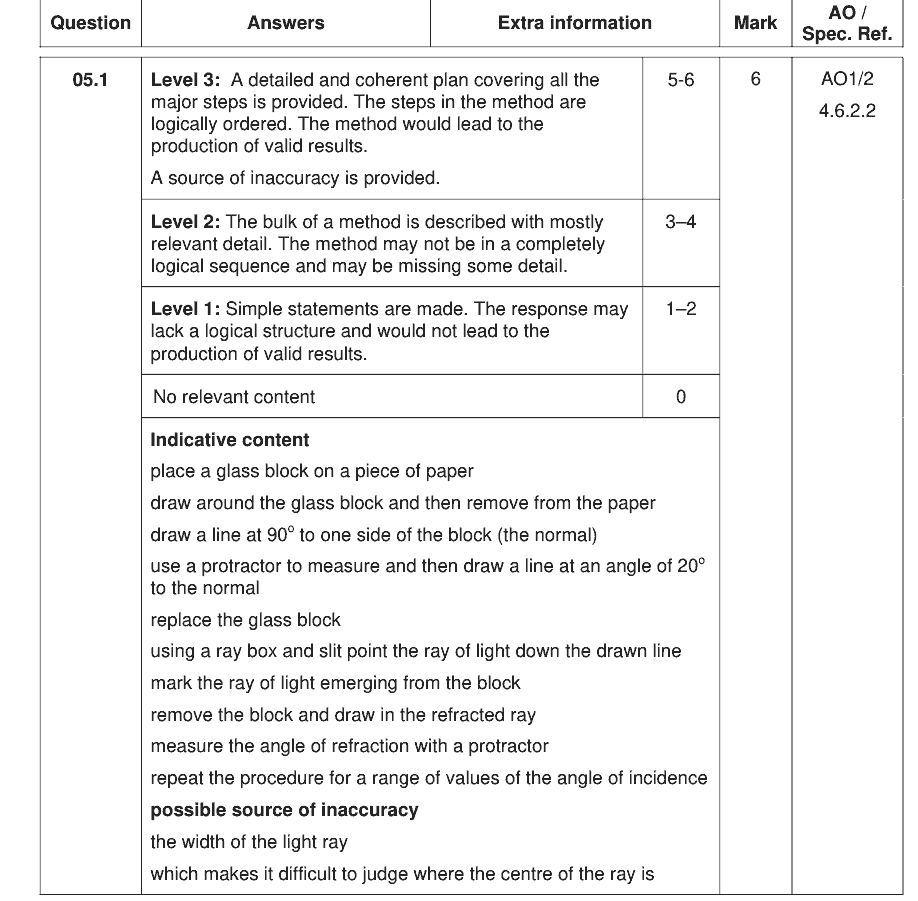 Question Answers Extra information Mark AO /
Spec. Ref.
05.1 Level 3: A detailed and coherent plan covering all the 5-6 6 AO1/2
major steps is provided. The steps in the method are
logically ordered. The method would lead to the 4.6.2.2
production of valid results.
A source of inaccuracy is provided.
Level 2: The bulk of a method is described with mostly 3–4
relevant detail. The method may not be in a completely
logical sequence and may be missing some detail.
Level 1: Simple statements are made. The response may 1–2
lack a logical structure and would not lead to the
production of valid results.
No relevant content 0
Indicative content
place a glass block on a piece of paper
draw around the glass block and then remove from the paper
draw a line at 90° to one side of the block (the normal)
use a protractor to measure and then draw a line at an angle of 20°
to the normal
replace the glass block
using a ray box and slit point the ray of light down the drawn line
mark the ray of light emerging from the block
remove the block and draw in the refracted ray
measure the angle of refraction with a protractor
repeat the procedure for a range of values of the angle of incidence
possible source of inaccuracy
the width of the light ray
which makes it difficult to judge where the centre of the ray is